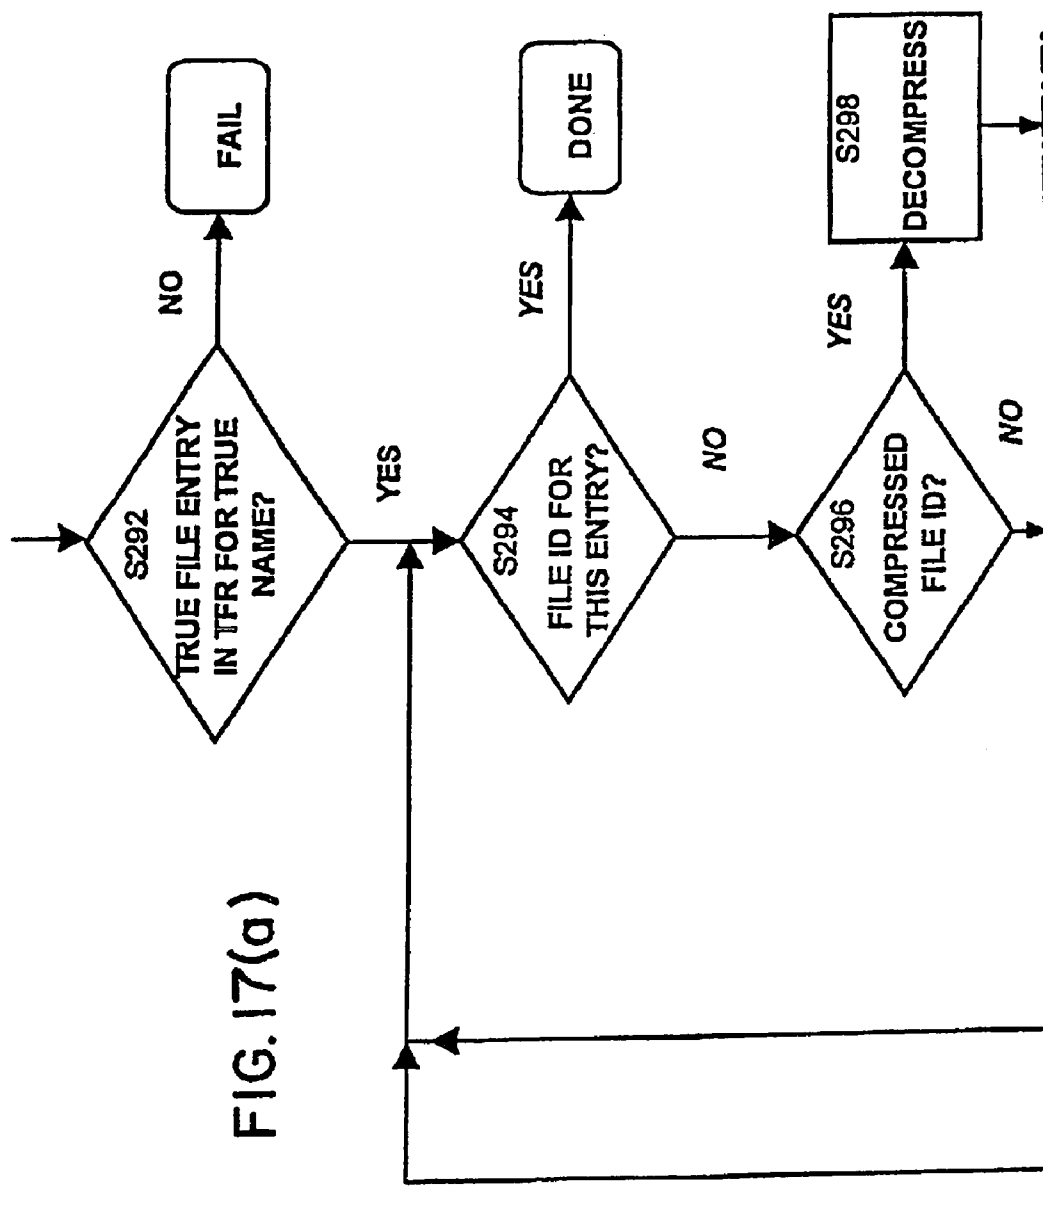 FIG. 17(a)
S292
TRUE FILE ENTRY
IN TFR FOR TRUE
NAME?
NO
FAIL
YES
S294
FILE ID FOR
THIS ENTRY?
YES
DONE
NO
S296
COMPRESSED
FILE ID?
YES
S298
DECOMPRESS
NO